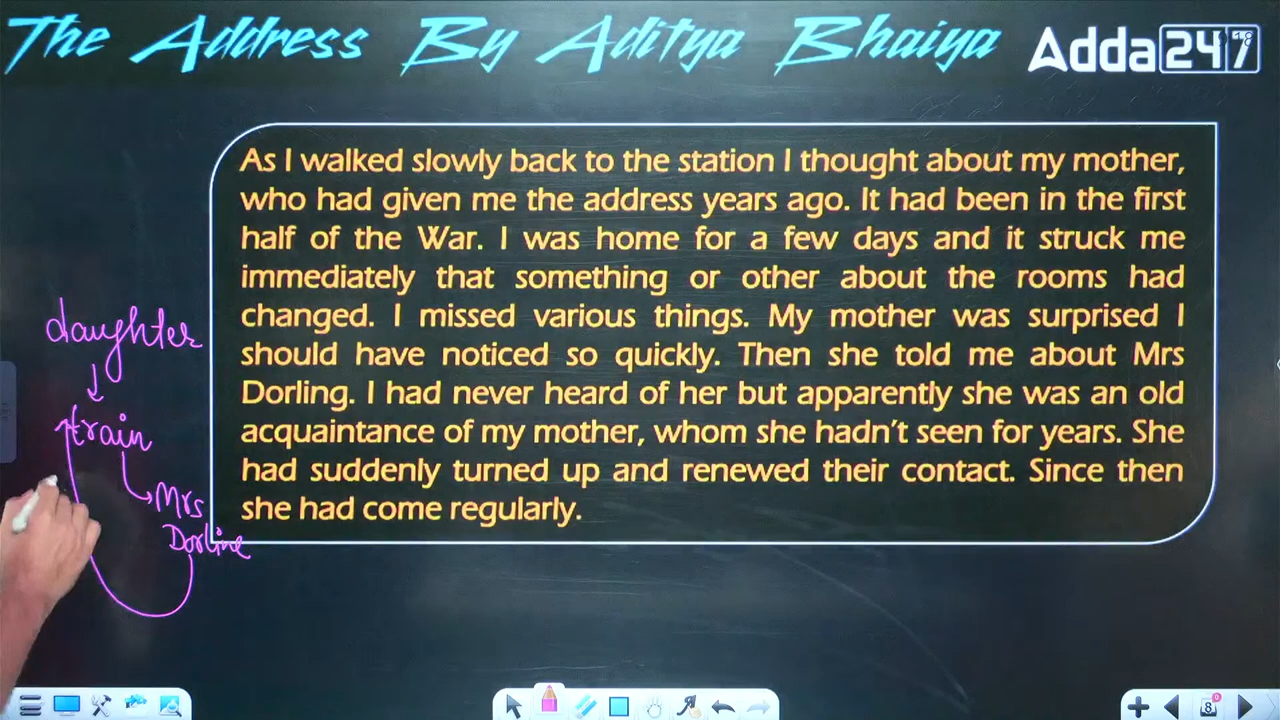 The Address By Aditya Bhaiya
Adda247
As I walked slowly back to the station I thought about my mother,
who had given me the address years ago. It had been in the first
half of the War. I was home for a few days and it struck me
immediately that something or other about the rooms had
changed. I missed various things. My mother was surprised I
should have noticed so quickly. Then she told me about Mrs
Dorling. I had never heard of her but apparently she was an old
acquaintance of my mother, whom she hadn't seen for years. She
had suddenly turned up and renewed their contact. Since then
she had come regularly.
daughter
train
Mrs
Dorline
8